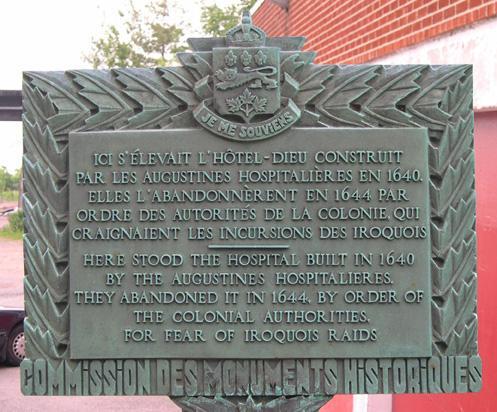 JE ME SOUVIENS
ICI S'ÉLEVAIT L'HÔTEL-DIEU CONSTRUIT
PAR LES AUGUSTINES HOSPITALIÈRES EN 1640.
ELLES L'ABANDONNÈRENT EN 1644 PAR
ORDRE DES AUTORITÉS DE LA COLONIE, QUI
CRAIGNAIENT LES INCURSIONS DES IROQUOIS
HERE STOOD THE HOSPITAL BUILT IN 1640
BY THE AUGUSTINES HOSPITALIERES.
THEY ABANDONED IT IN 1644, BY ORDER OF
THE COLONIAL AUTHORITIES,
FOR FEAR OF IROQUOIS RAIDS
COMMISSION DES MONUMENTS HISTORIQUES